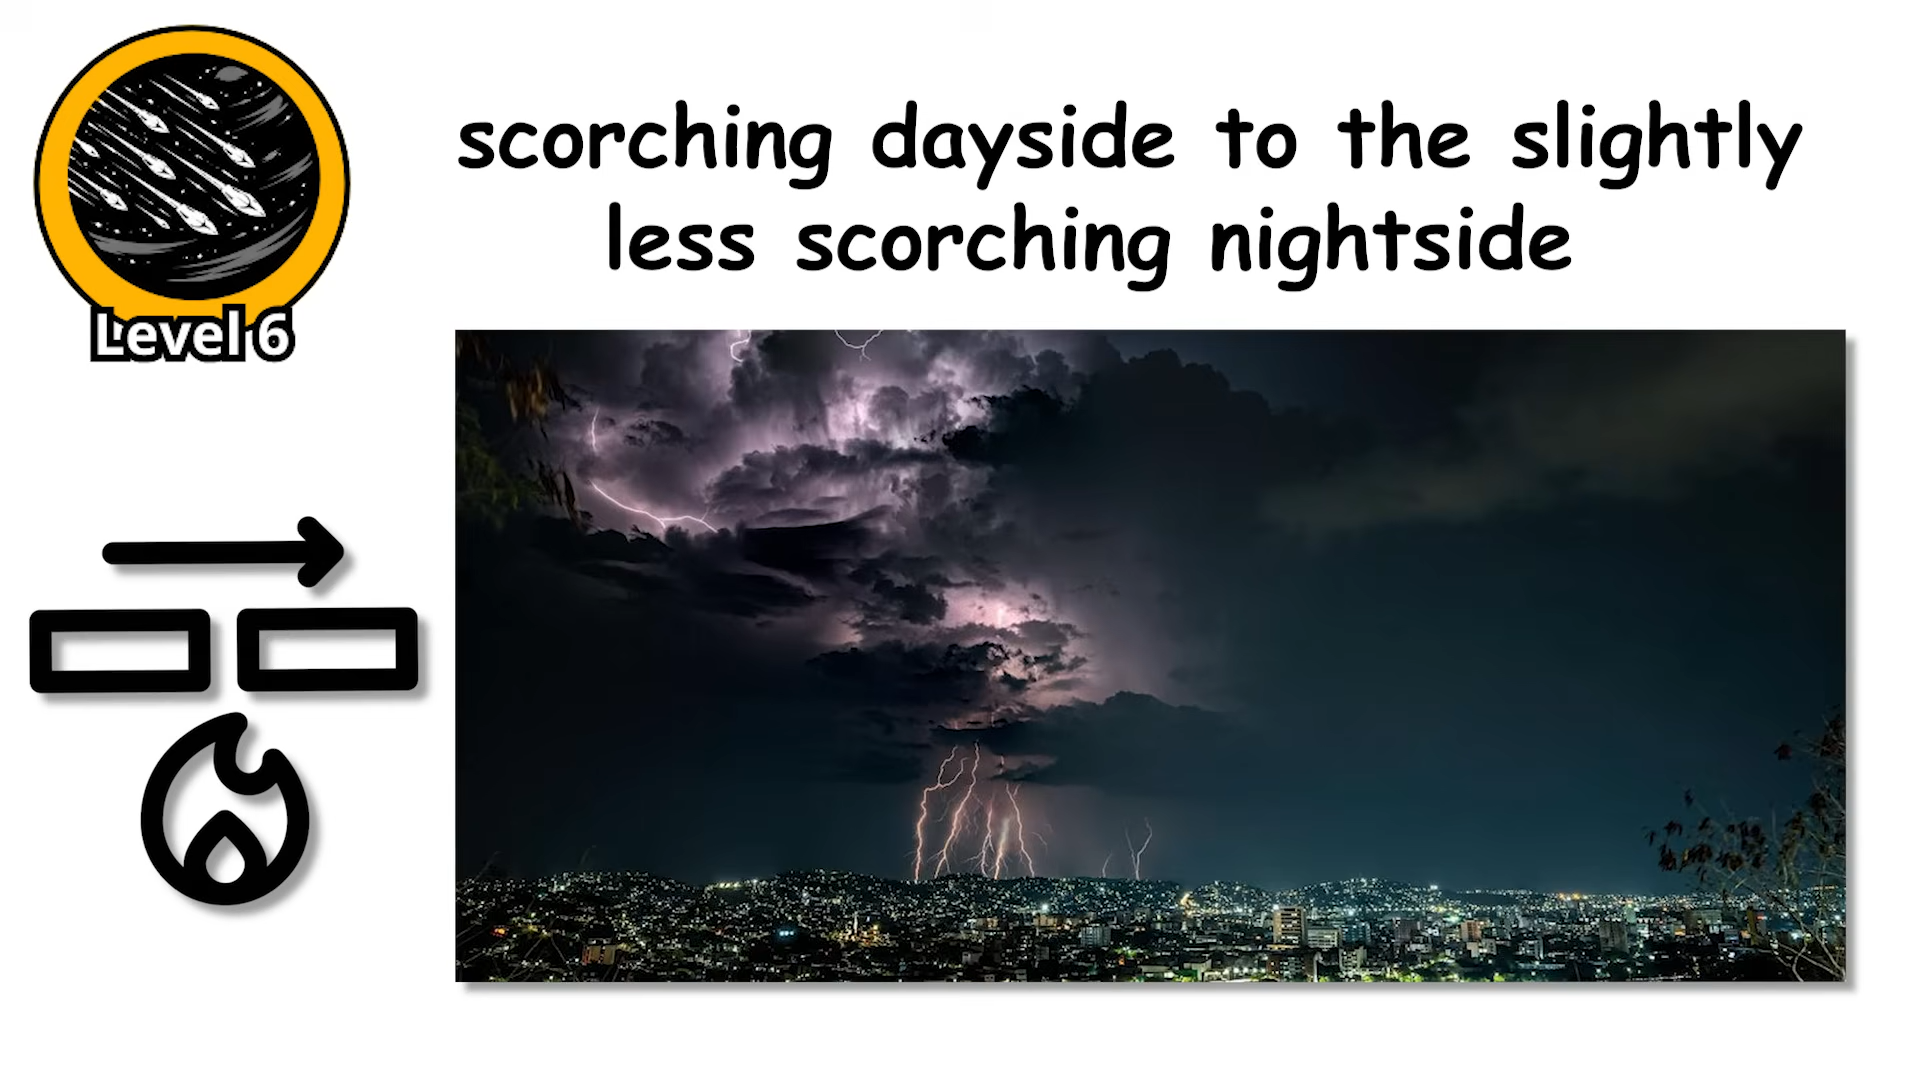 Level 6
scorching dayside to the slightly
less scorching nightside